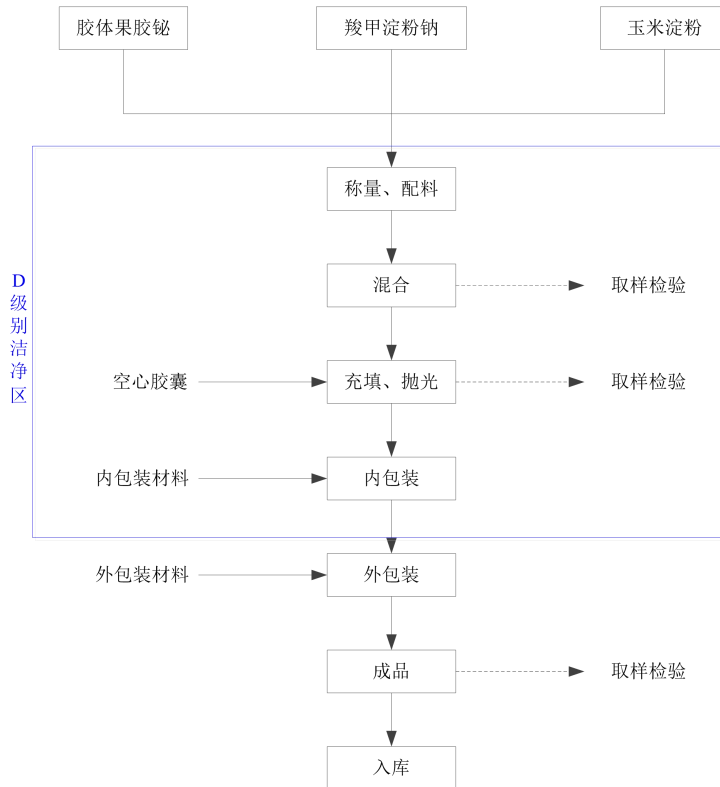 胶体果胶铋
羧甲淀粉钠
玉米淀粉
称量、配料
混合
取样检验
D级别洁净区
空心胶囊
充填、抛光
取样检验
内包装材料
内包装
外包装材料
外包装
成品
取样检验
入库